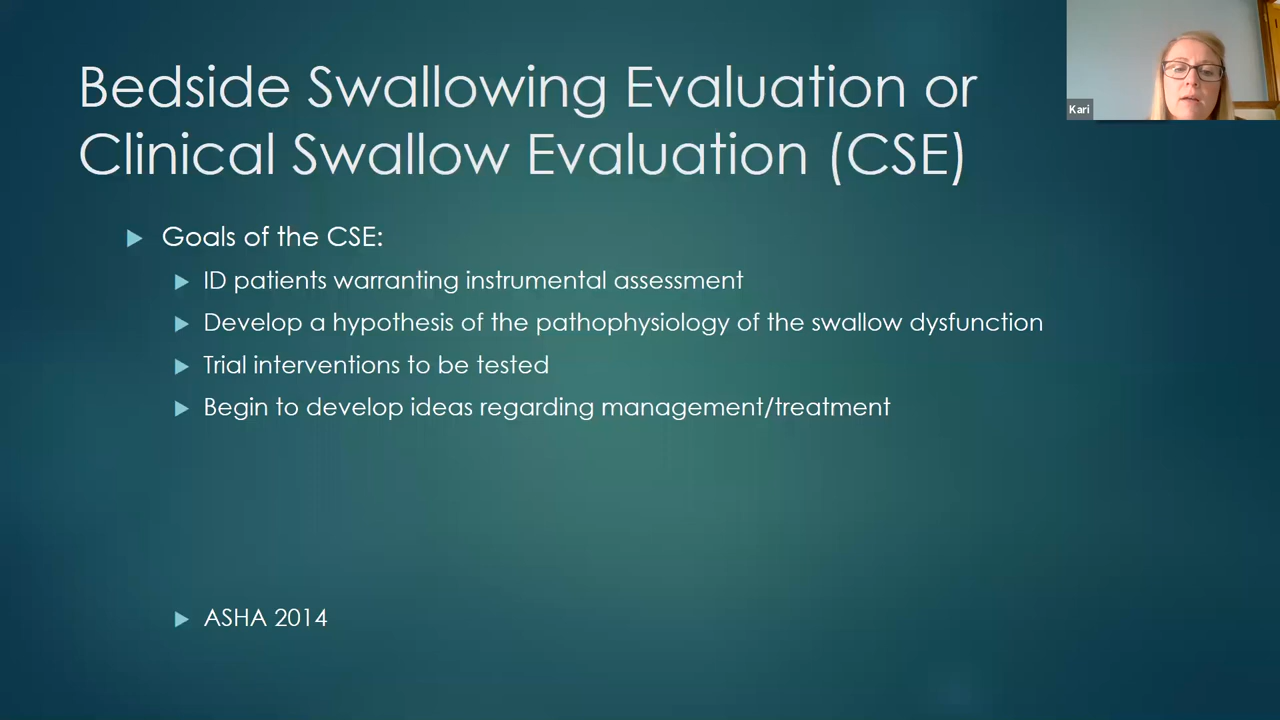 Bedside Swallowing Evaluation or
Clinical Swallow Evaluation (CSE)
Kari
Goals of the CSE:
ID patients warranting instrumental assessment
Develop a hypothesis of the pathophysiology of the swallow dysfunction
Trial interventions to be tested
Begin to develop ideas regarding management/treatment
ASHA 2014